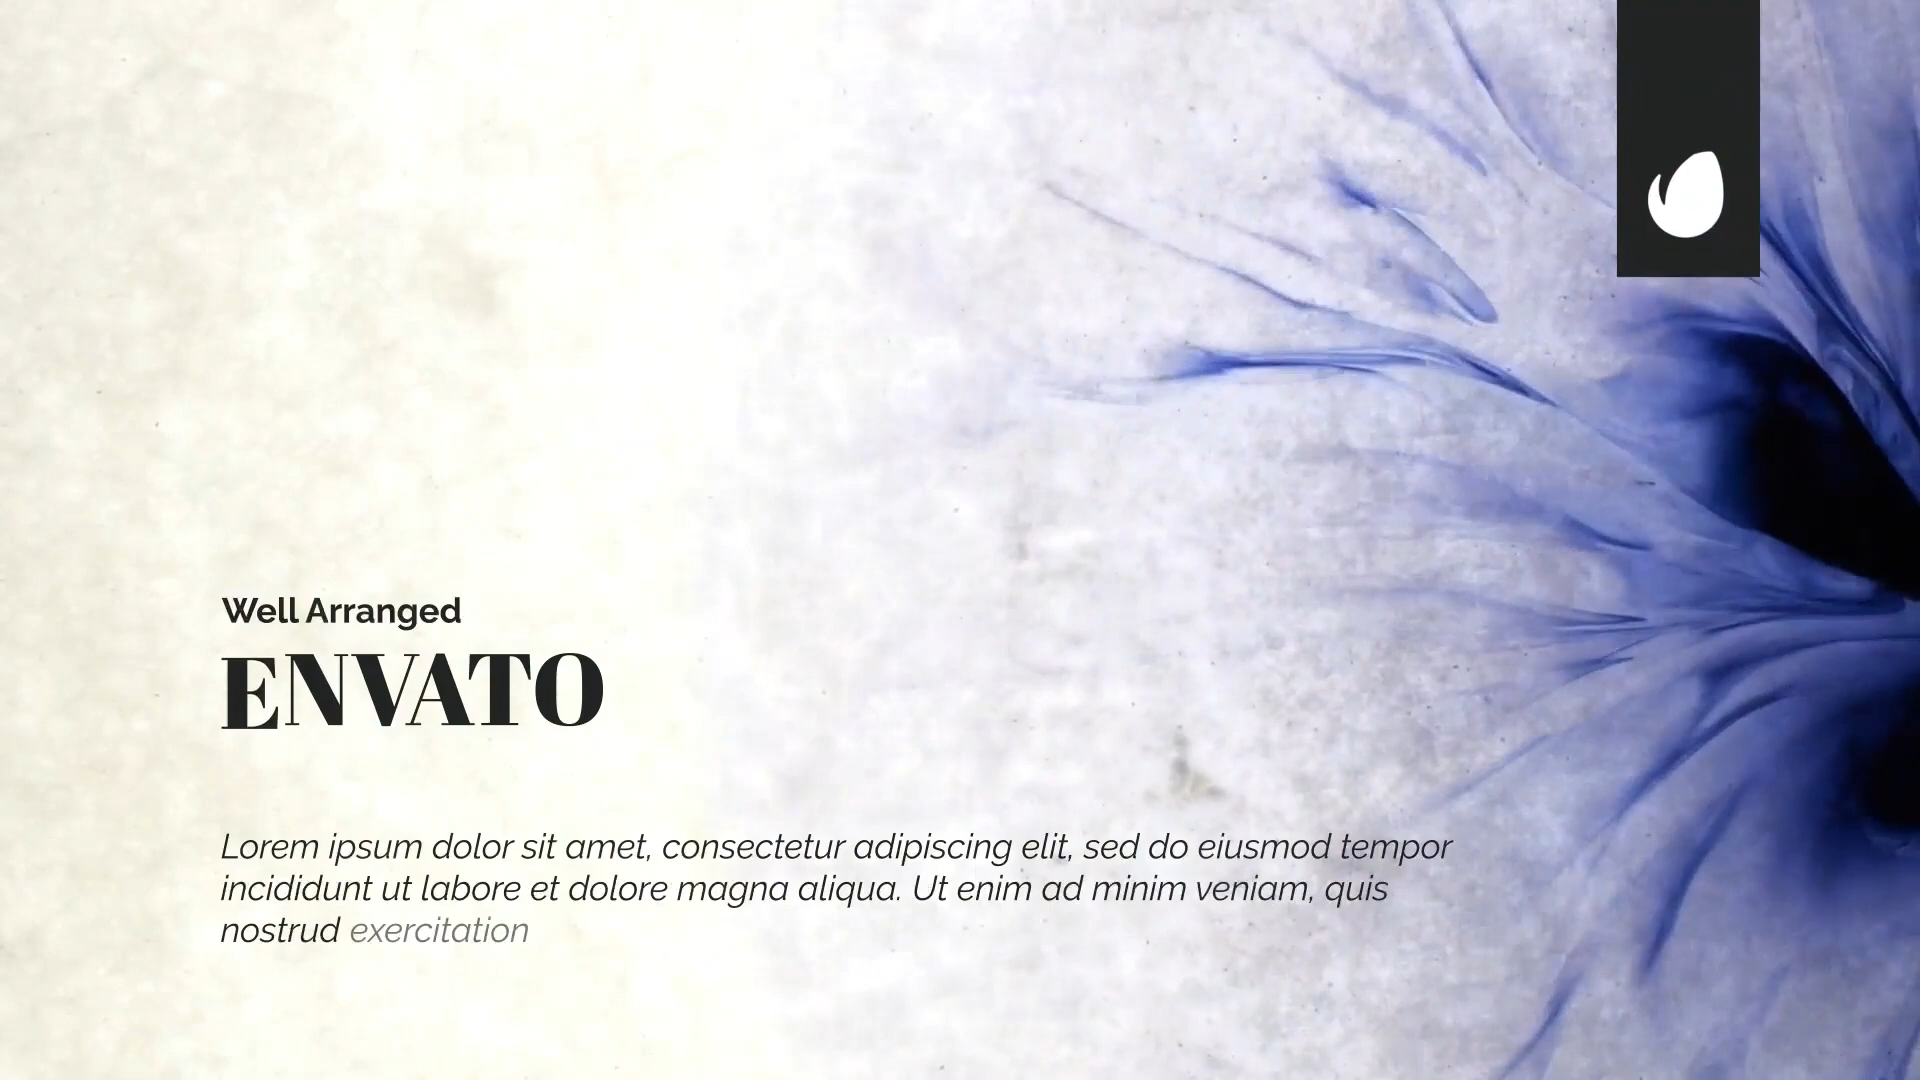 Well Arranged
ENVATO
Lorem ipsum dolor sit amet, consectetur adipiscing elit, sed do eiusmod tempor
incididunt ut labore et dolore magna aliqua. Ut enim ad minim veniam, quis
nostrud exercitation